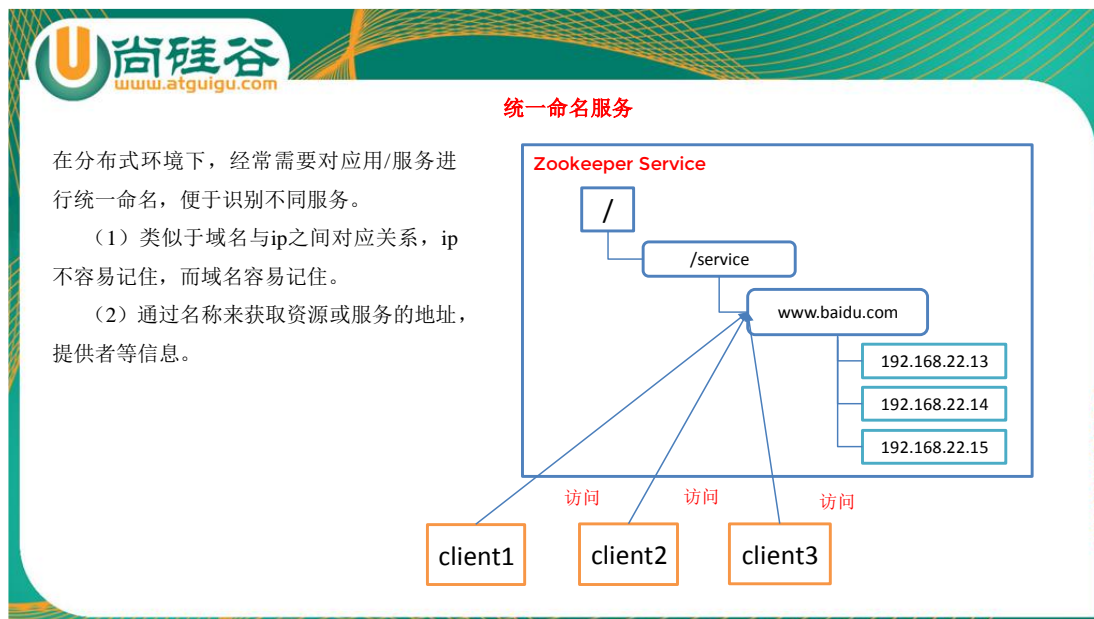 尚硅谷
www.atguigu.com
统一命名服务
在分布式环境下，经常需要对应用/服务进
行统一命名，便于识别不同服务。
（1）类似于域名与ip之间对应关系，ip
不容易记住，而域名容易记住。
（2）通过名称来获取资源或服务的地址，
提供者等信息。
Zookeeper Service
/
/service
www.baidu.com
192.168.22.13
192.168.22.14
192.168.22.15
访问
访问
访问
client1
client2
client3